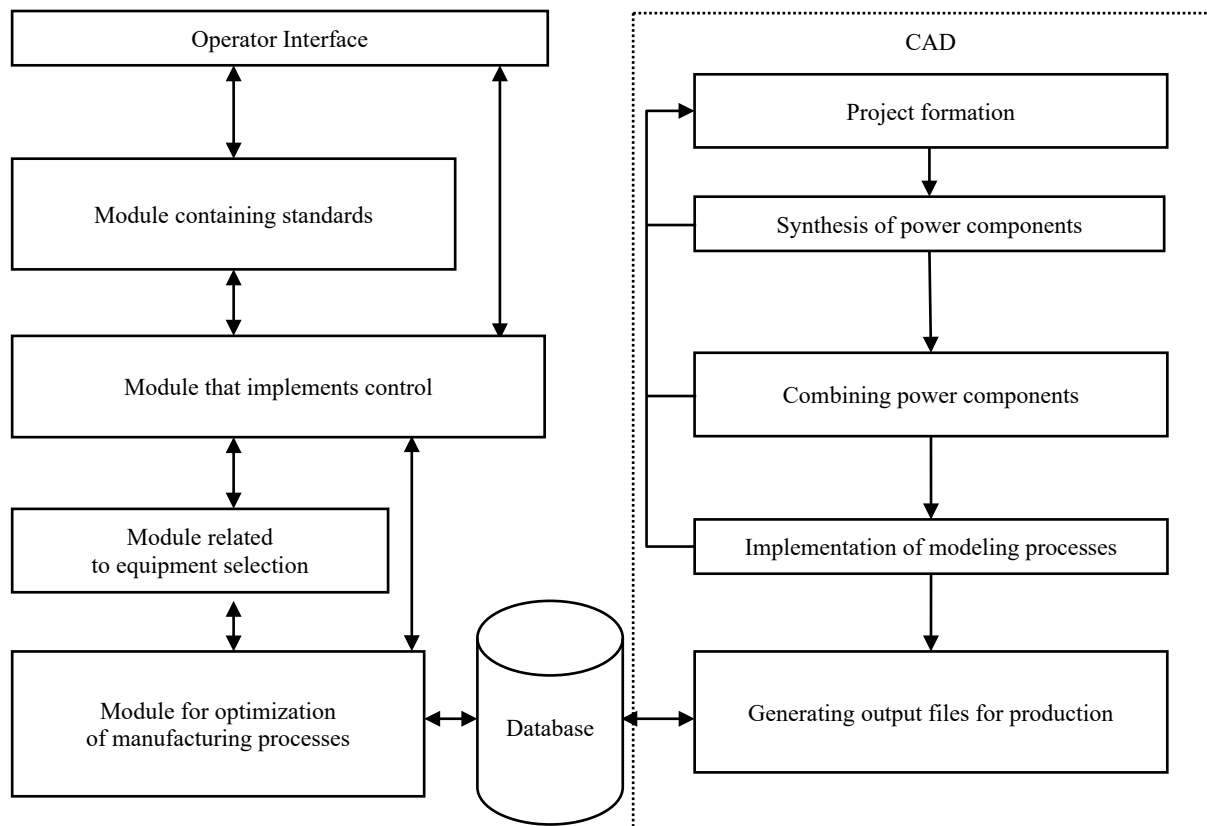 Operator Interface
Module containing standards
Module that implements control
Module related
to equipment selection
Module for optimization
of manufacturing processes
Database
CAD
Project formation
Synthesis of power components
Combining power components
Implementation of modeling processes
Generating output files for production